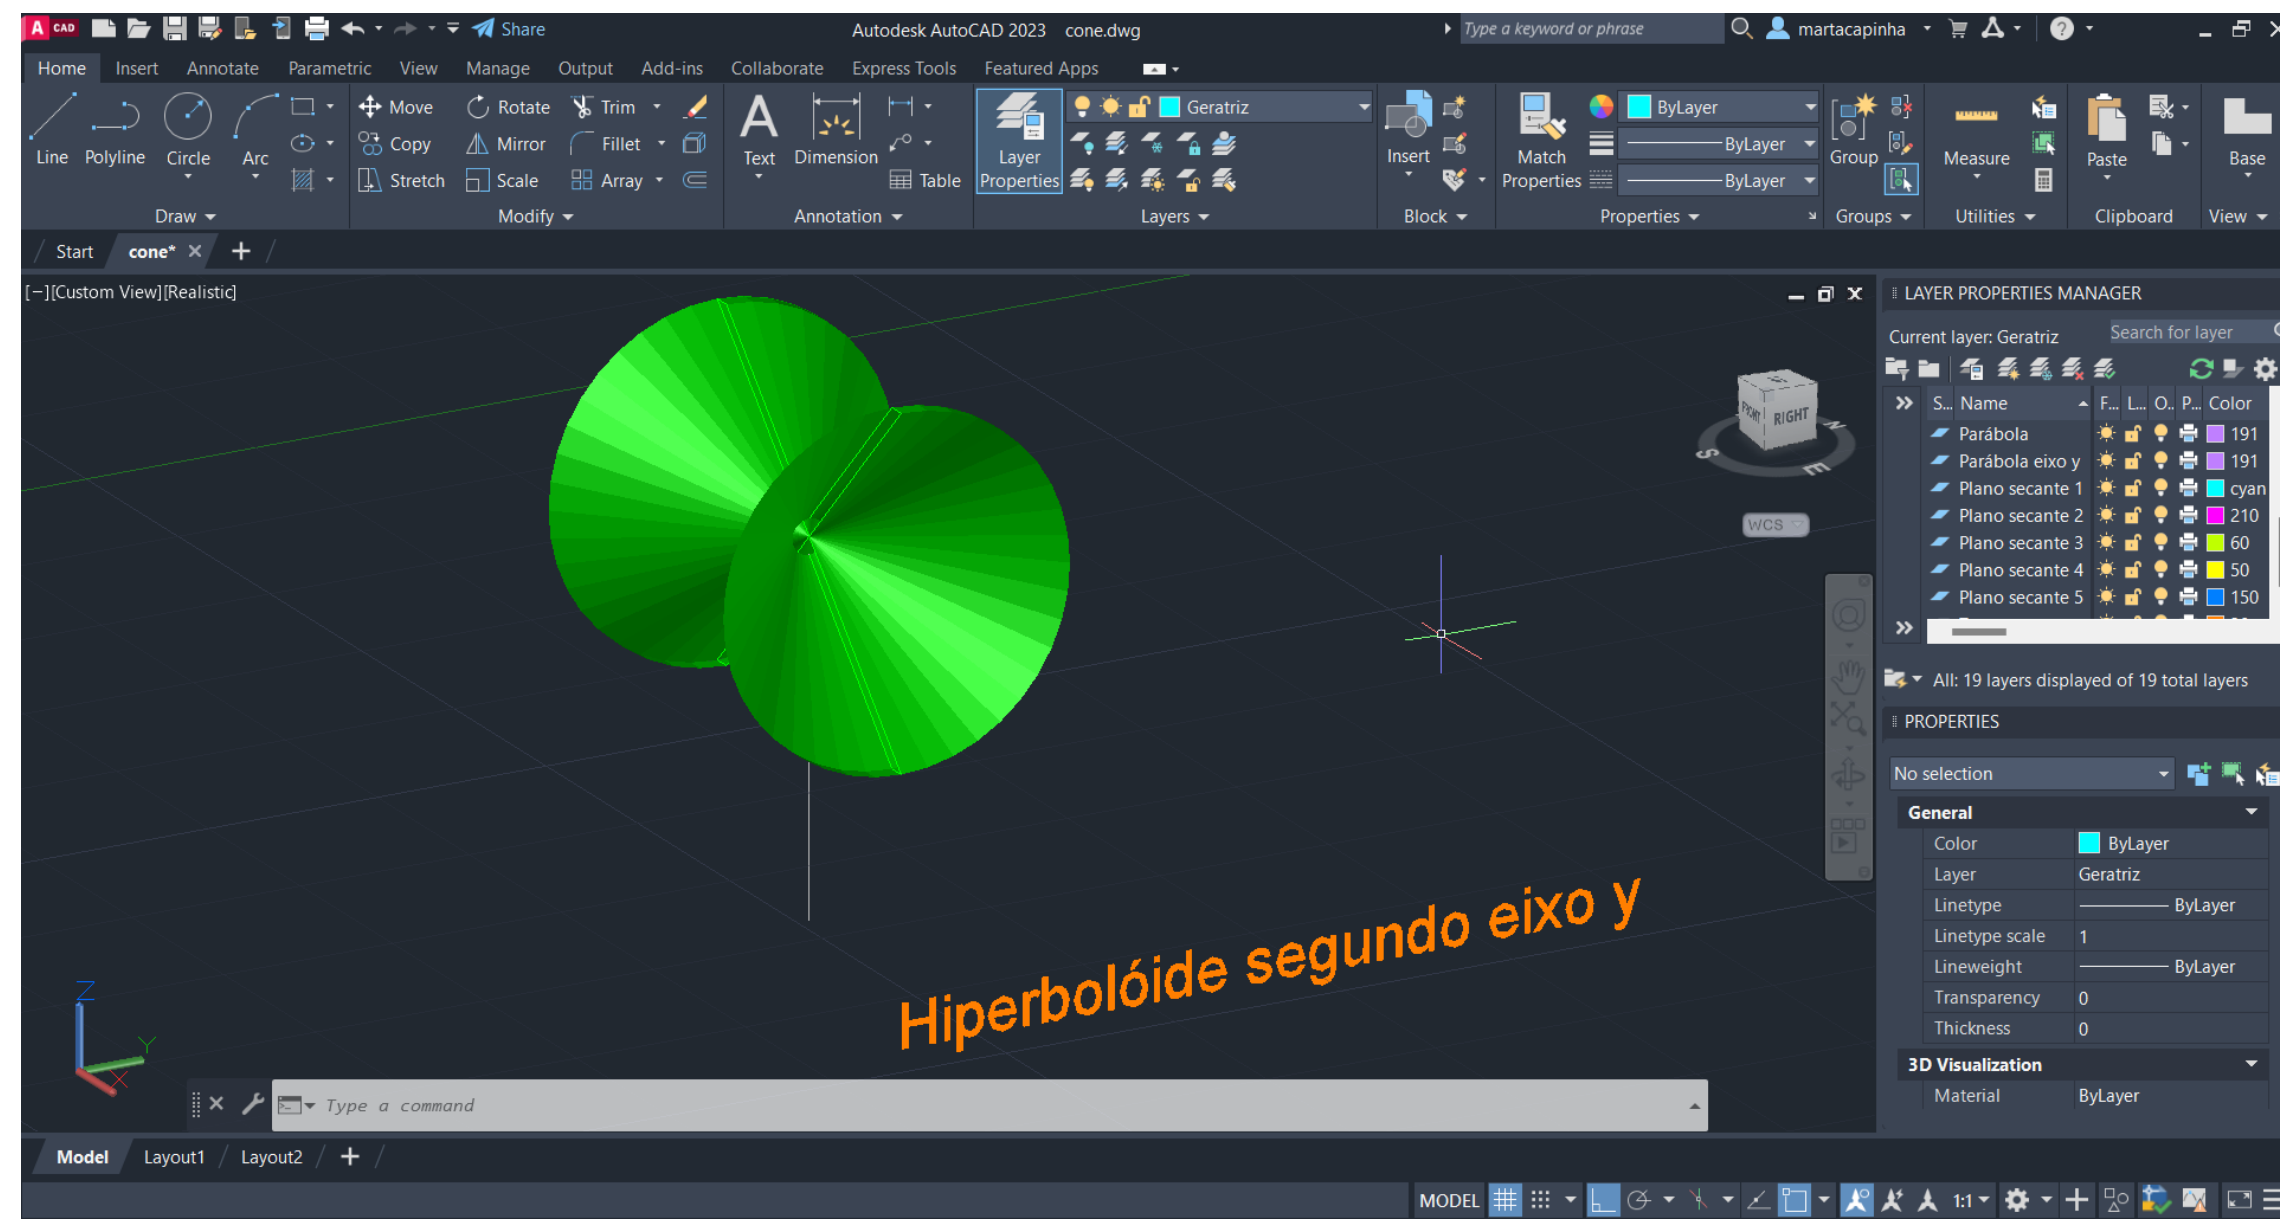 A CAD
Share
Autodesk AutoCAD 2023 cone.dwg
Type a keyword or phrase
martacapinha
Home Insert Annotate Parametric View Manage Output Add-ins Collaborate Express Tools Featured Apps
Line Polyline Circle Arc
Move Rotate Trim
Copy Mirror Fillet
Stretch Scale Array
Text Dimension
Table
Layer Properties
Geratriz
Insert
Match Properties
ByLayer
ByLayer
ByLayer
Group
Measure
Paste
Base
Draw Modify Annotation Layers Block Properties Groups Utilities Clipboard View
Start cone*
[−][Custom View][Realistic]
FRONT RIGHT
S E N
WCS
Hiperbolóide segundo eixo y
Z
Y
X
Type a command
LAYER PROPERTIES MANAGER
Current layer: Geratriz
Search for layer
S.. Name F... L... O.. P... Color
Parábola 191
Parábola eixo y 191
Plano secante 1 cyan
Plano secante 2 210
Plano secante 3 60
Plano secante 4 50
Plano secante 5 150
All: 19 layers displayed of 19 total layers
PROPERTIES
No selection
General
Color ByLayer
Layer Geratriz
Linetype ByLayer
Linetype scale 1
Lineweight ByLayer
Transparency 0
Thickness 0
3D Visualization
Material ByLayer
Model Layout1 Layout2
MODEL 1:1